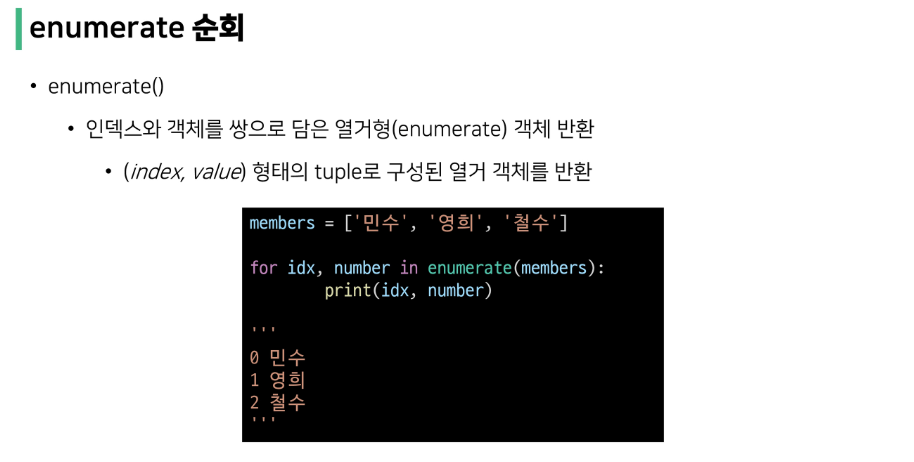 enumerate 순회
• enumerate()
• 인덱스와 객체를 쌍으로 담은 열거형(enumerate) 객체 반환
• (index, value) 형태의 tuple로 구성된 열거 객체를 반환
members = ['민수', '영희', '철수']
for idx, number in enumerate(members):
print(idx, number)
'''
0 민수
1 영희
2 철수
'''